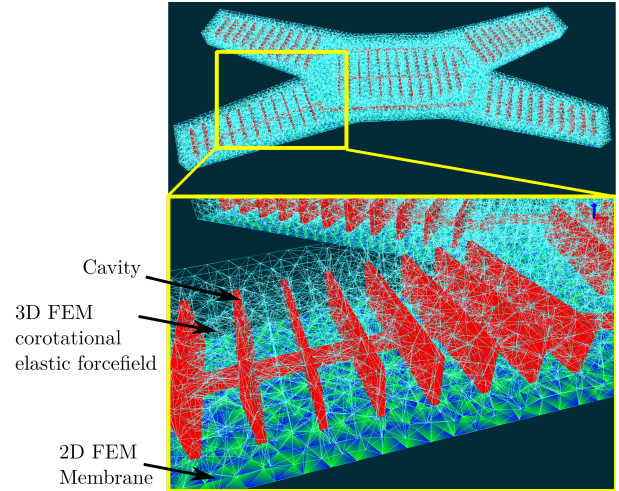 Cavity
3D FEM
corotational
elastic forcefield
2D FEM
Membrane